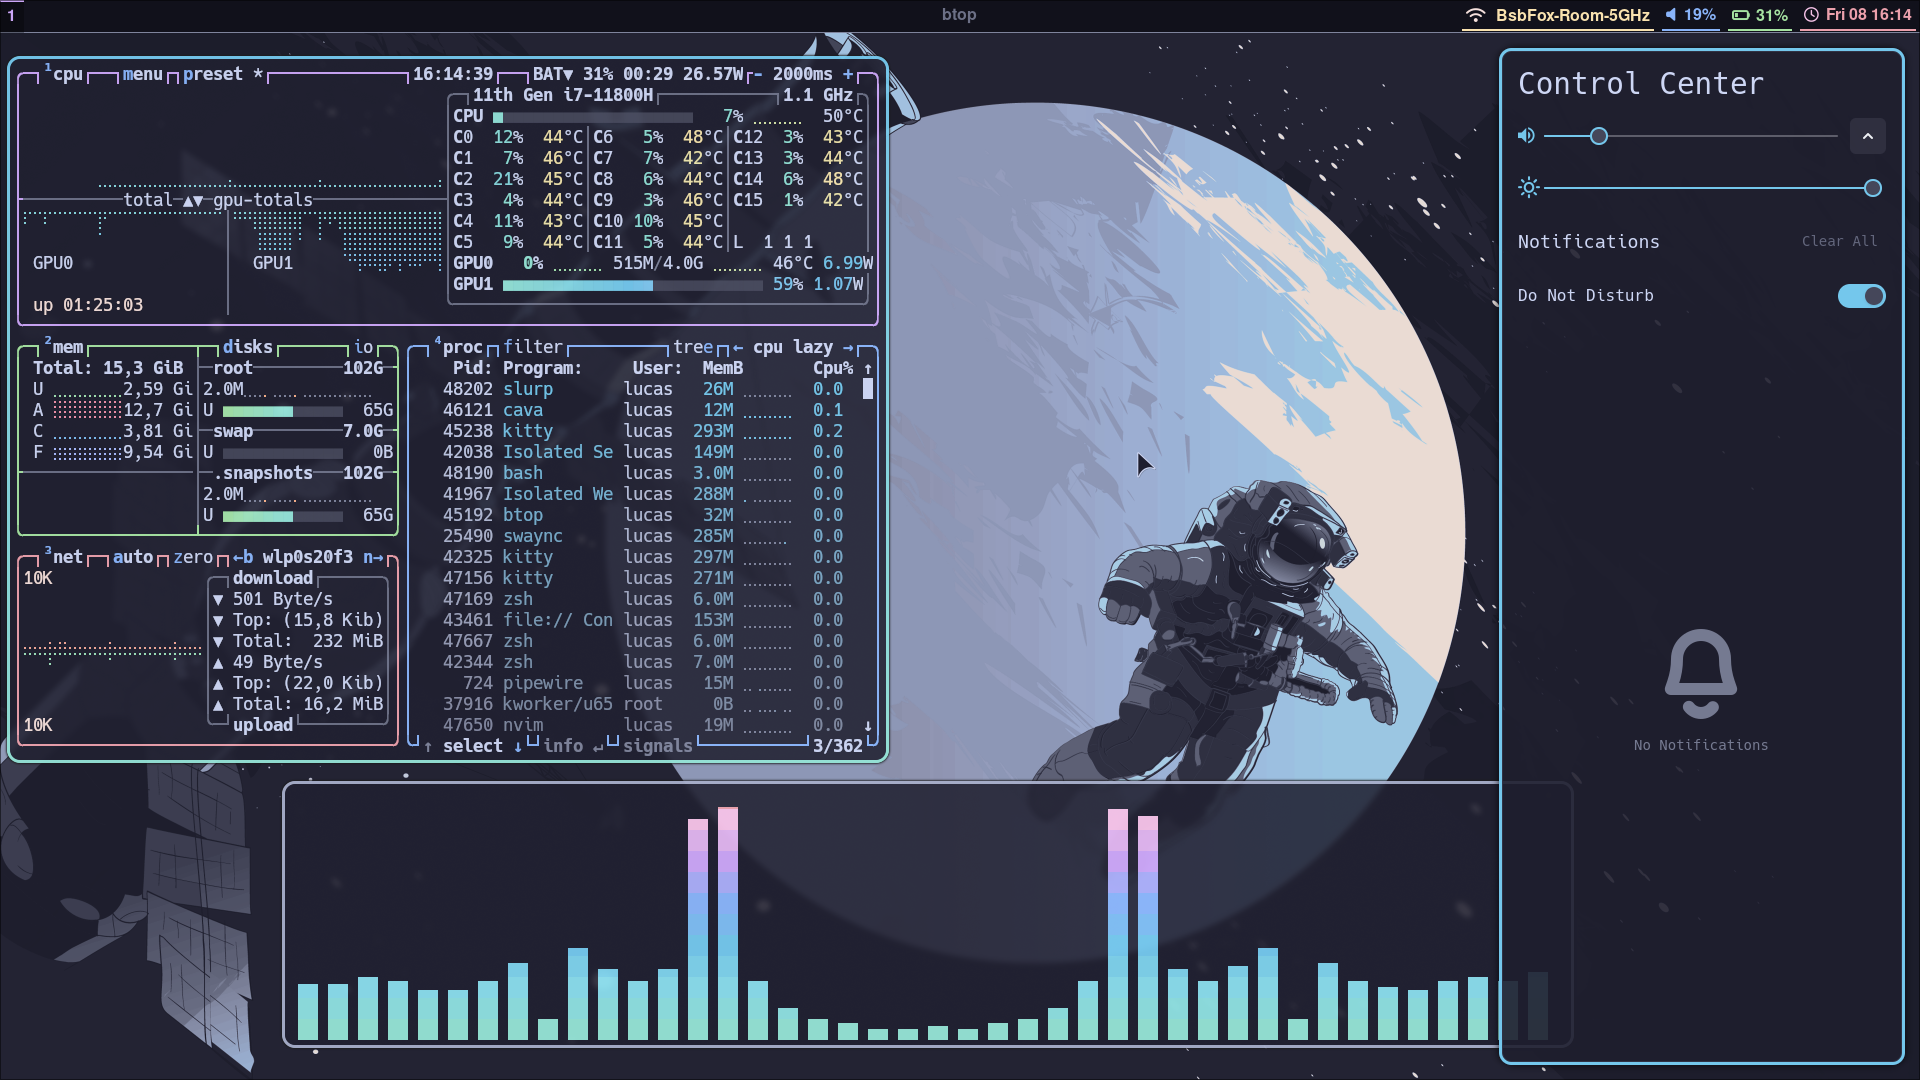 1
btop
BsbFox-Room-5GHz 19% 31% Fri 08 16:14
1cpu menu preset * 16:14:39 BAT▼ 31% 00:29 26.57W - 2000ms +
11th Gen i7-11800H 1.1 GHz
CPU 7% 50°C
C0 12% 44°C C6 5% 48°C C12 3% 43°C
C1 7% 46°C C7 7% 42°C C13 3% 44°C
C2 21% 45°C C8 6% 44°C C14 6% 48°C
C3 4% 44°C C9 3% 46°C C15 1% 42°C
C4 11% 43°C C10 10% 45°C
C5 9% 44°C C11 5% 44°C L 1 1 1
GPU0 0% 515M/4.0G 46°C 6.99W
GPU1 59% 1.07W
total ▲▼ gpu-totals
GPU0 GPU1
up 01:25:03
2mem disks io
Total: 15,3 GiB
U 2,59 Gi
A 12,7 Gi
C 3,81 Gi
F 9,54 Gi
root 102G
2.0M
U 65G
swap 7.0G
U 0B
.snapshots 102G
2.0M
U 65G
3net auto zero ←b wlp0s20f3 n→
10K
10K
download
▼ 501 Byte/s
▼ Top: (15,8 Kib)
▼ Total: 232 MiB
▲ 49 Byte/s
▲ Top: (22,0 Kib)
▲ Total: 16,2 MiB
upload
4proc filter tree ← cpu lazy →
Pid: Program: User: MemB Cpu% ↑
48202 slurp lucas 26M 0.0
46121 cava lucas 12M 0.1
45238 kitty lucas 293M 0.2
42038 Isolated Se lucas 149M 0.0
48190 bash lucas 3.0M 0.0
41967 Isolated We lucas 288M 0.0
45192 btop lucas 32M 0.0
25490 swaync lucas 285M 0.0
42325 kitty lucas 297M 0.0
47156 kitty lucas 271M 0.0
47169 zsh lucas 6.0M 0.0
43461 file:// Con lucas 153M 0.0
47667 zsh lucas 6.0M 0.0
42344 zsh lucas 7.0M 0.0
724 pipewire lucas 15M 0.0
37916 kworker/u65 root 0B 0.0
47650 nvim lucas 19M 0.0 ↓
↑ select ↓ info ↵ signals 3/362
Control Center
Notifications Clear All
Do Not Disturb
No Notifications